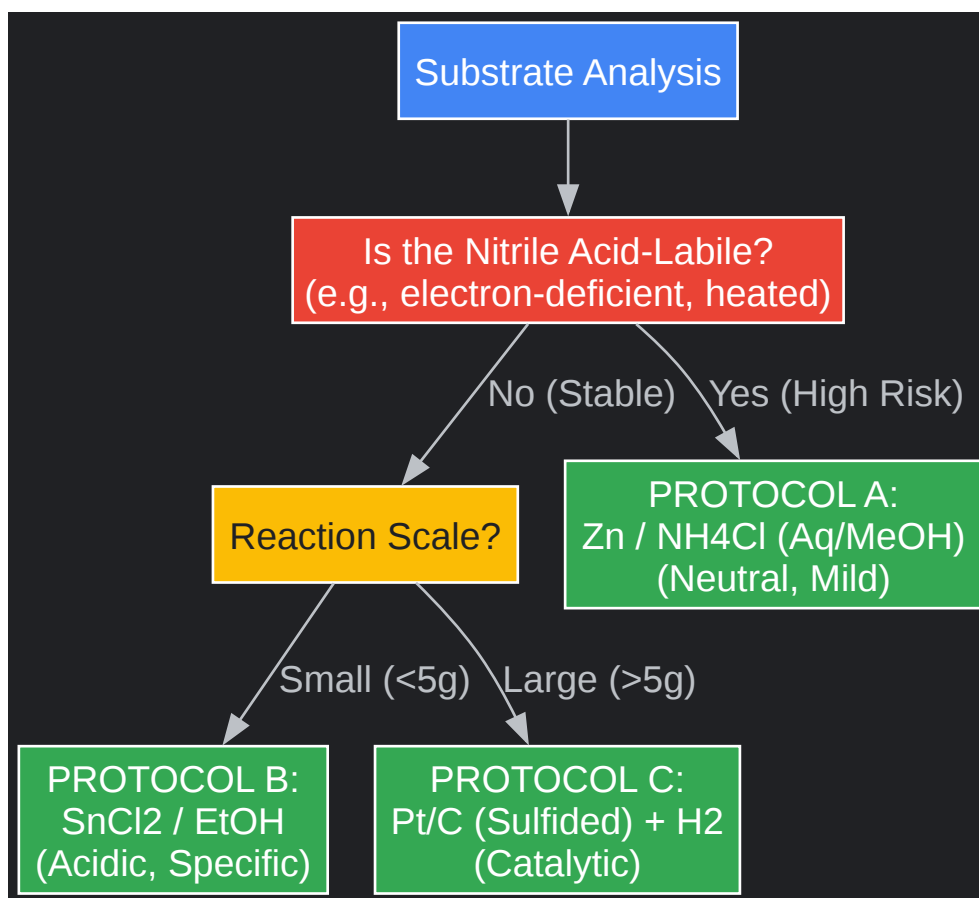 Substrate Analysis
Is the Nitrile Acid-Labile?
(e.g., electron-deficient, heated)
No (Stable)
Yes (High Risk)
Reaction Scale?
PROTOCOL A:
Zn / NH4Cl (Aq/MeOH)
(Neutral, Mild)
Small (<5g)
Large (>5g)
PROTOCOL B:
SnCl2 / EtOH
(Acidic, Specific)
PROTOCOL C:
Pt/C (Sulfided) + H2
(Catalytic)